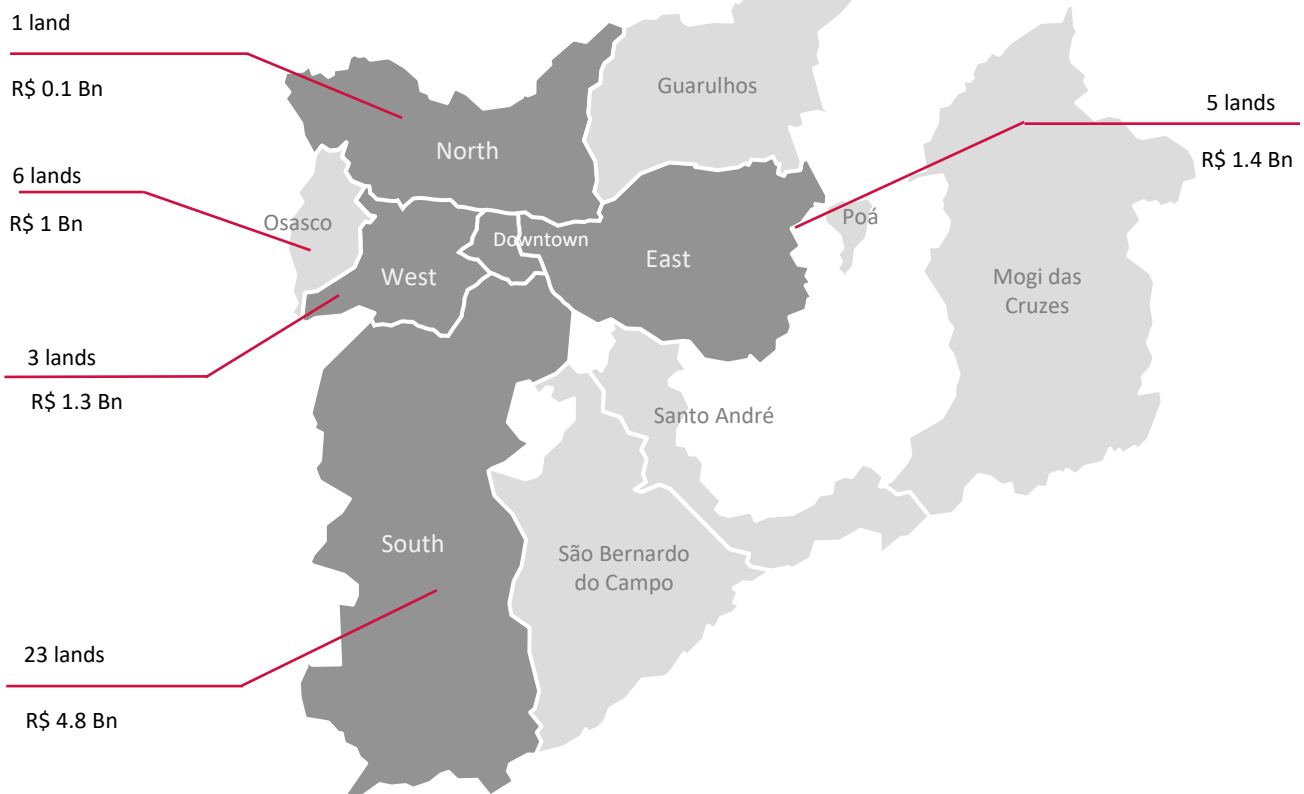 1 land
R$ 0.1 Bn
Guarulhos
5 lands
R$ 1.4 Bn
North
6 lands
R$ 1 Bn
Osasco
Downtown
Poá
West
East
Mogi das
Cruzes
3 lands
R$ 1.3 Bn
Santo André
South
São Bernardo
do Campo
23 lands
R$ 4.8 Bn